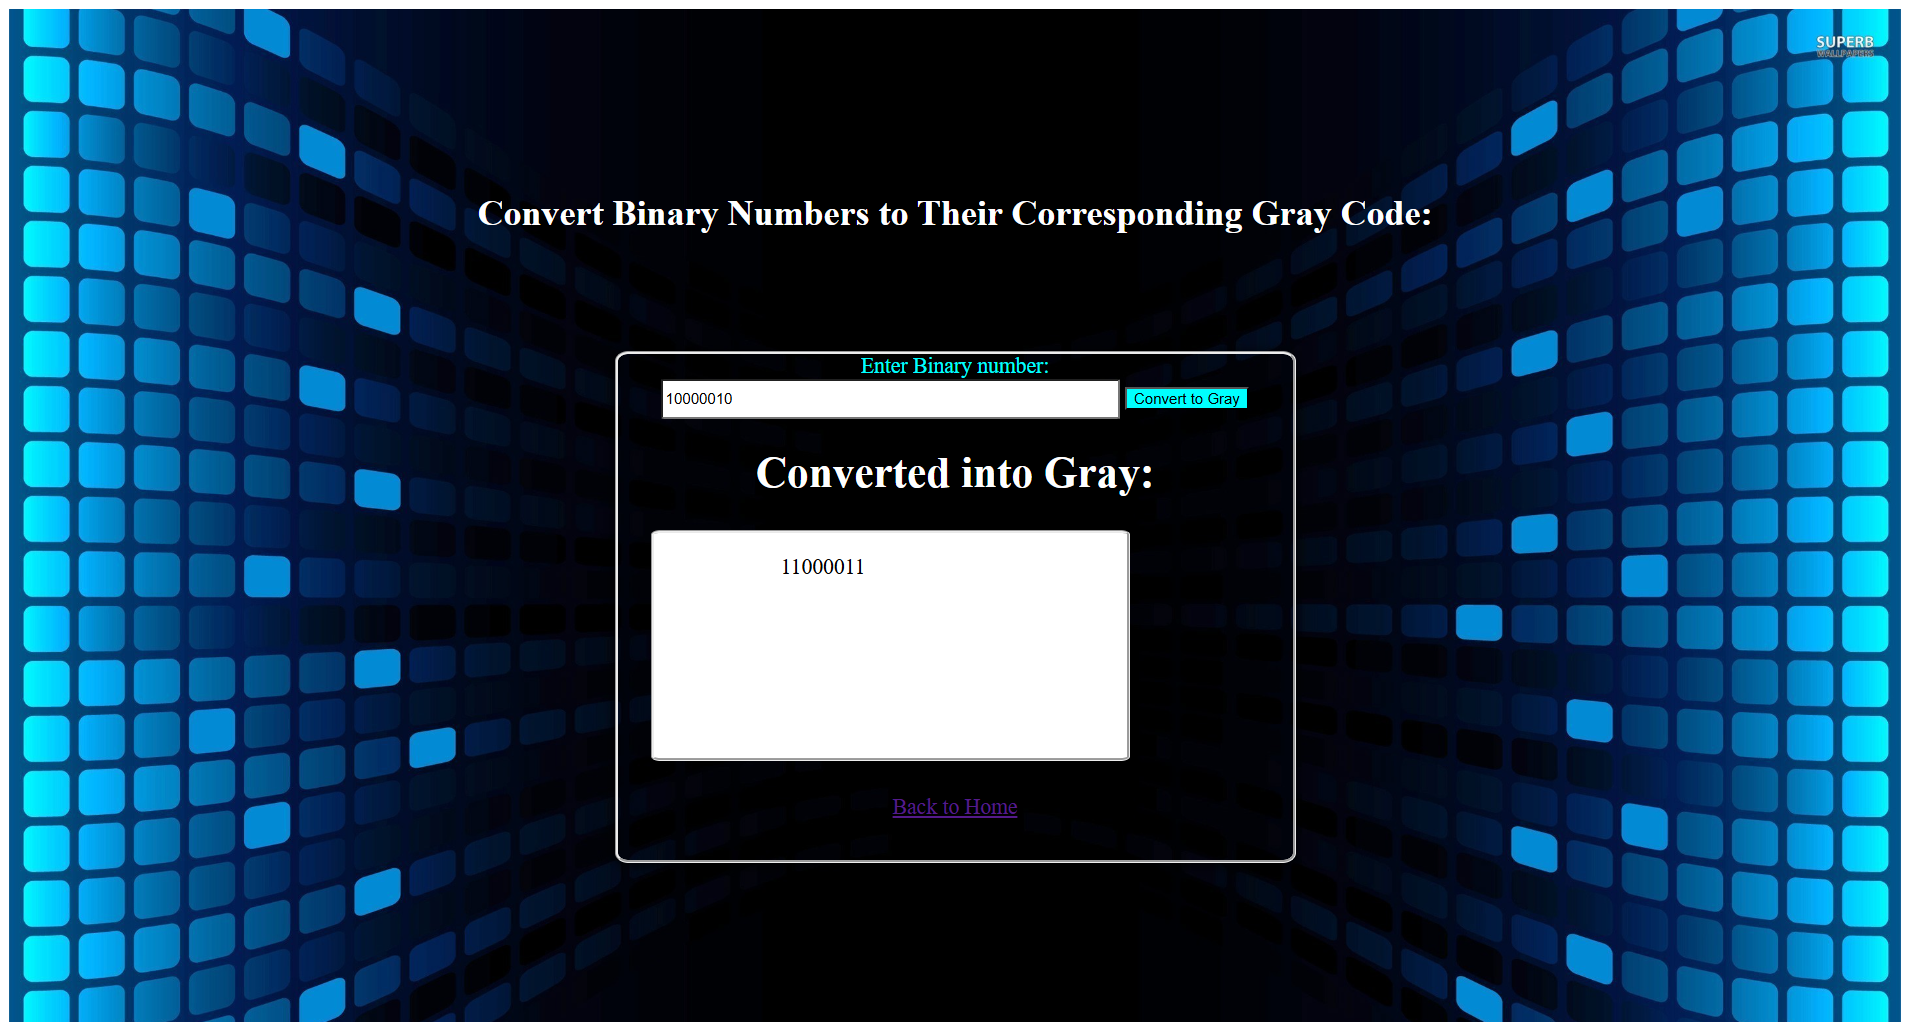 SUPERB
WALLPAPERS
Convert Binary Numbers to Their Corresponding Gray Code:
Enter Binary number:
10000010 Convert to Gray
Converted into Gray:
11000011
Back to Home